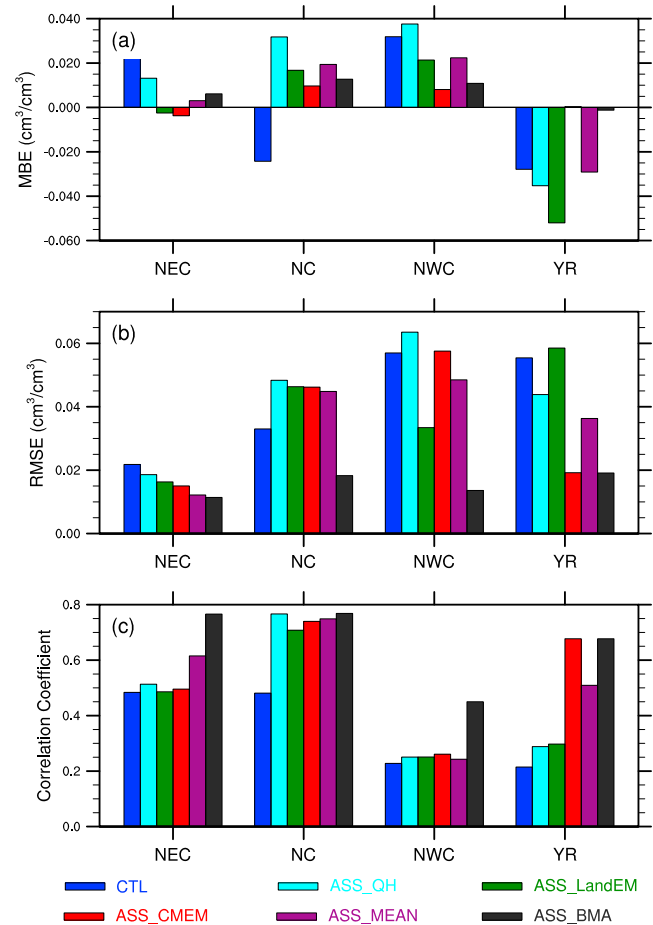 (a)
MBE (cm³/cm³)
0.040
0.020
0.000
-0.020
-0.040
-0.060
NEC NC NWC YR
(b)
RMSE (cm³/cm³)
0.06
0.04
0.02
0.00
NEC NC NWC YR
(c)
Correlation Coefficient
0.8
0.6
0.4
0.2
0.0
NEC NC NWC YR
CTL ASS_QH ASS_LandEM
ASS_CMEM ASS_MEAN ASS_BMA